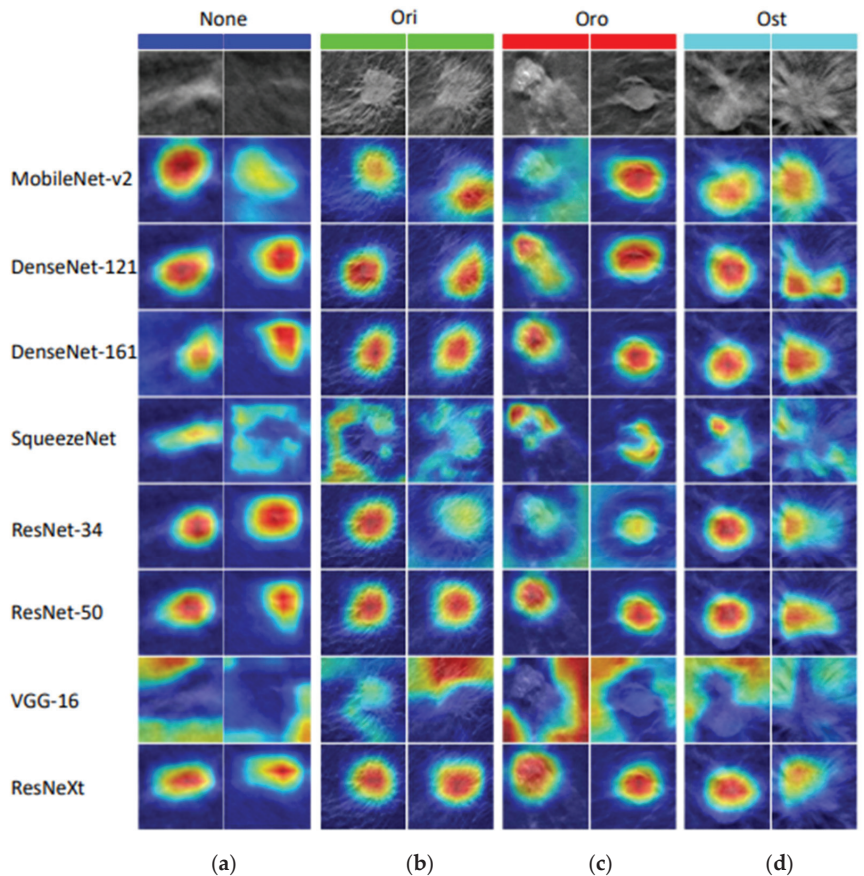 None Ori Oro Ost
MobileNet-v2
DenseNet-121
DenseNet-161
SqueezeNet
ResNet-34
ResNet-50
VGG-16
ResNeXt
(a) (b) (c) (d)